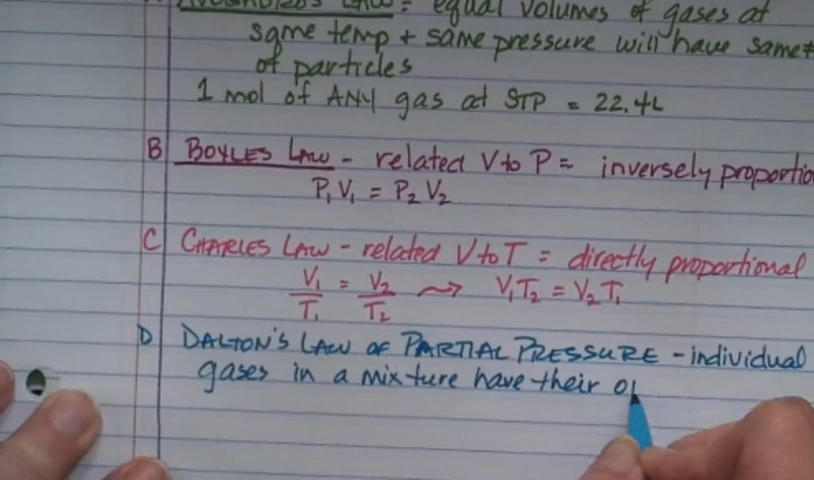 Law = equal volumes of gases at
same temp + same pressure will have same #
of particles
1 mol of ANY gas at STP = 22.4L
B BOYLES LAW - related V to P = inversely proportio
P₁V₁ = P₂V₂
C CHARLES LAW - related V to T = directly proportional
V₁/T₁ = V₂/T₂ ⟿ V₁T₂ = V₂T₁
D DALTON'S LAW OF PARTIAL PRESSURE - individual
gases in a mixture have their